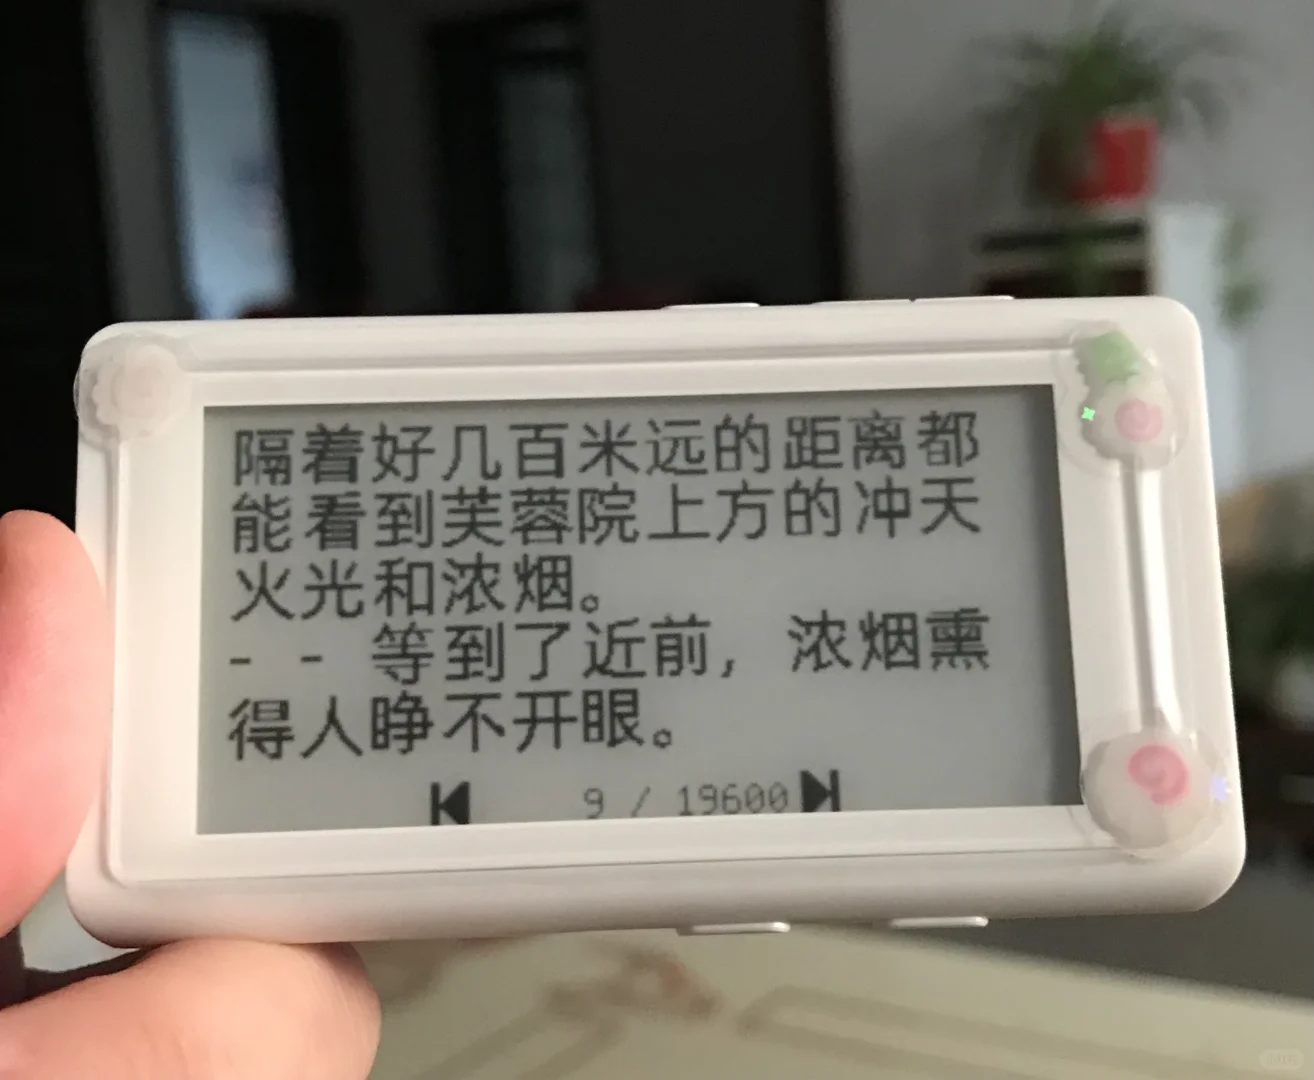 隔着好几百米远的距离都
能看到芙蓉院上方的冲天
火光和浓烟。
- - 等到了近前，浓烟熏
得人睁不开眼。
9 / 19600